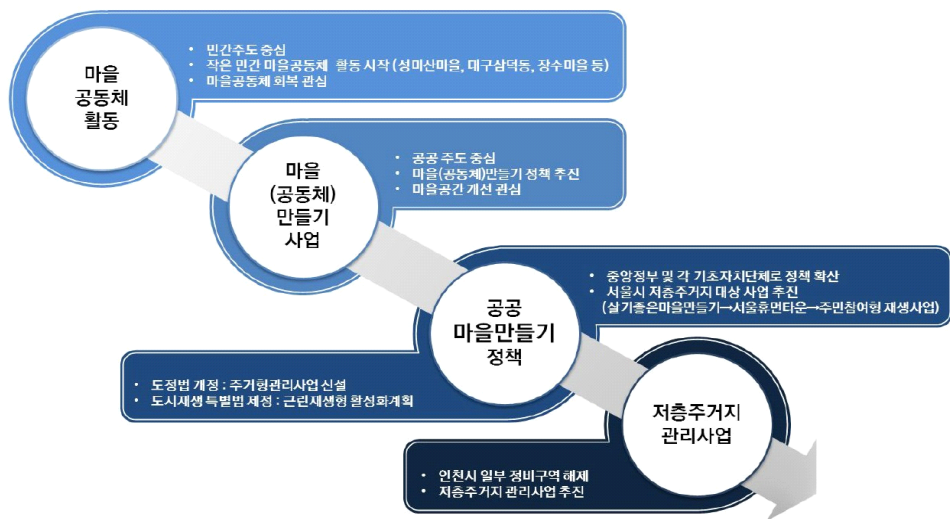 마을
공동체
활동
• 민간주도 중심
• 작은 민간 마을공동체 활동 시작 (성미산마을, 대구삼덕동, 장수마을 등)
• 마을공동체 회복 관심
마을
(공동체)
만들기
사업
• 공공 주도 중심
• 마을(공동체)만들기 정책 추진
• 마을공간 개선 관심
공공
마을만들기
정책
• 중앙정부 및 각 기초자치단체로 정책 확산
• 서울시 저층주거지 대상 사업 추진
(살기좋은마을만들기→서울휴먼타운→주민참여형 재생사업)
• 도정법 개정 : 주거형관리사업 신설
• 도시재생 특별법 제정 : 근린재생형 활성화계획
저층주거지
관리사업
• 인천시 일부 정비구역 해제
• 저층주거지 관리사업 추진